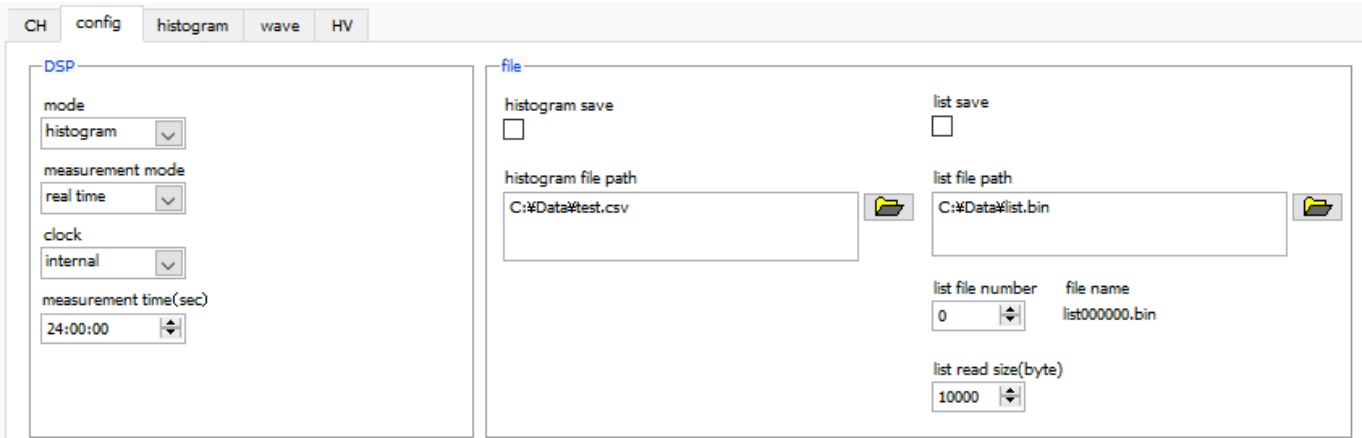 CH config histogram wave HV
DSP
mode
histogram
measurement mode
real time
clock
internal
measurement time(sec)
24:00:00
file
histogram save
histogram file path
C:¥Data¥test.csv
list save
list file path
C:¥Data¥list.bin
list file number file name
0 list000000.bin
list read size(byte)
10000